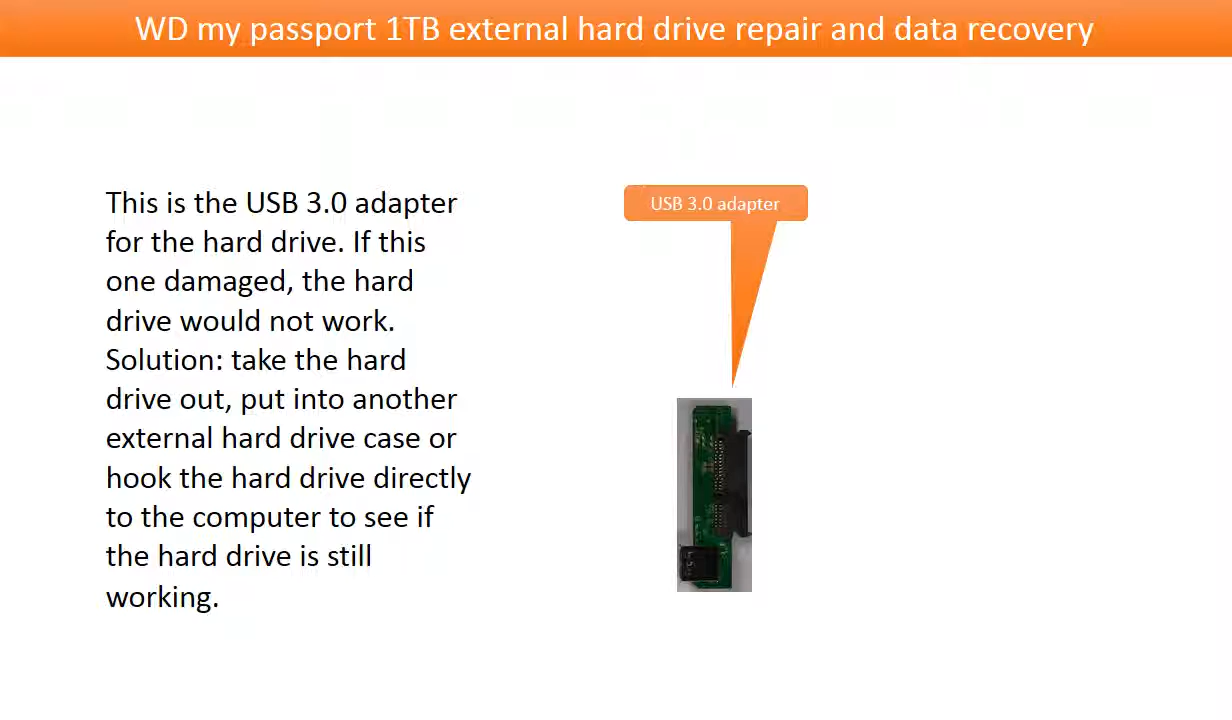 WD my passport 1TB external hard drive repair and data recovery
This is the USB 3.0 adapter
for the hard drive. If this
one damaged, the hard
drive would not work.
Solution: take the hard
drive out, put into another
external hard drive case or
hook the hard drive directly
to the computer to see if
the hard drive is still
working.
USB 3.0 adapter